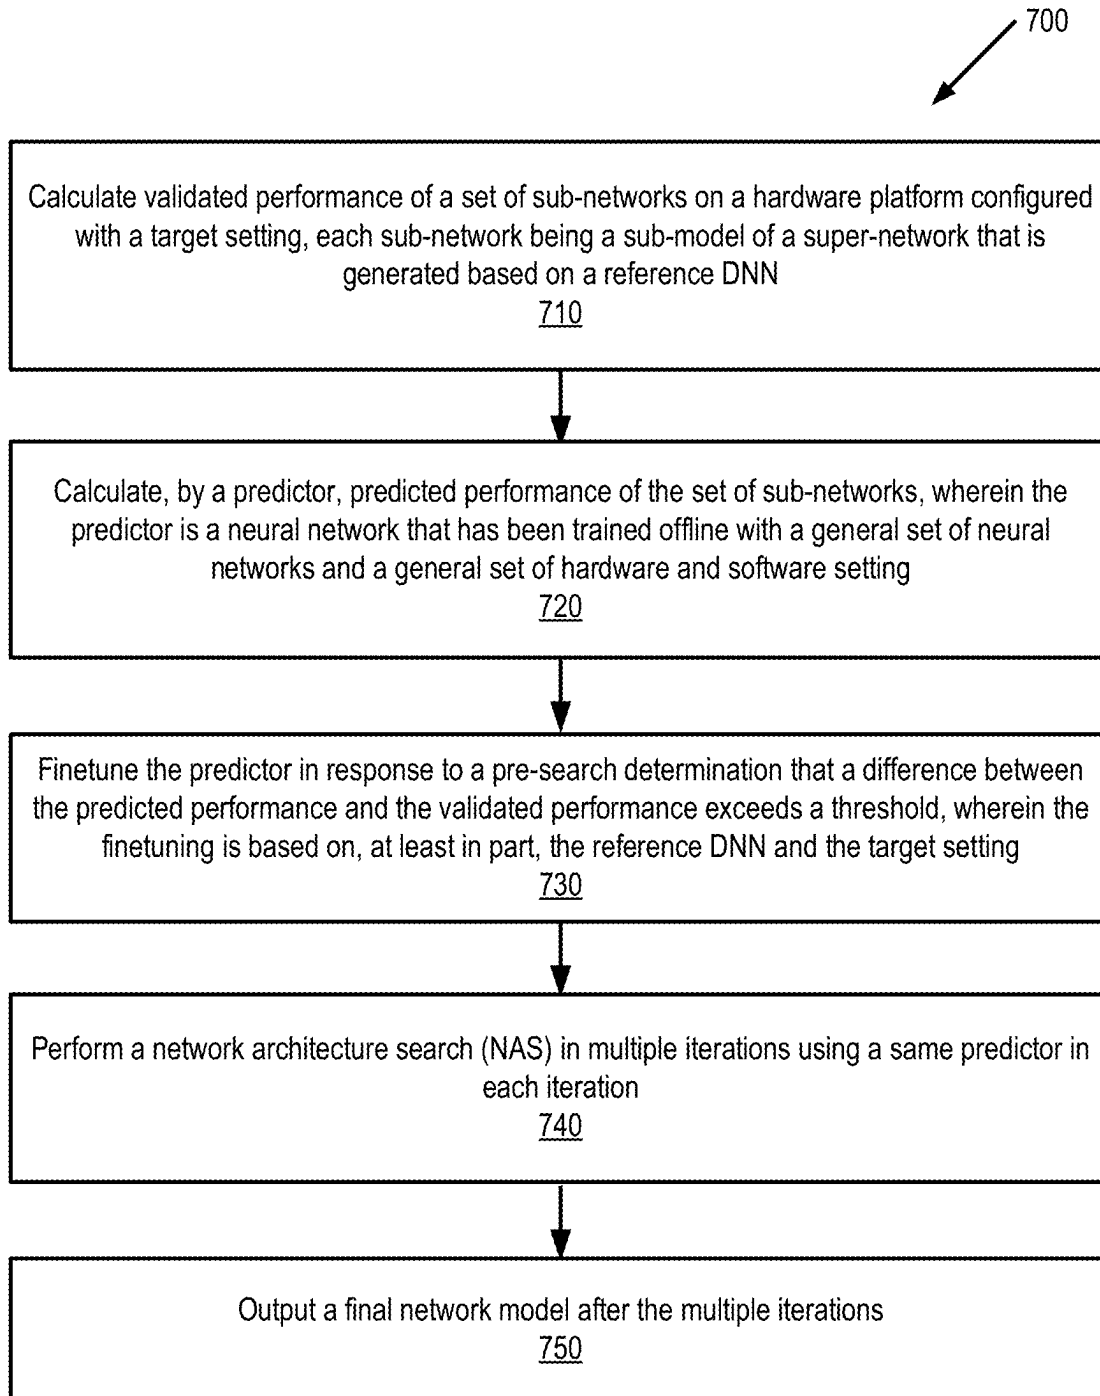 700
Calculate validated performance of a set of sub-networks on a hardware platform configured
with a target setting, each sub-network being a sub-model of a super-network that is
generated based on a reference DNN
710
Calculate, by a predictor, predicted performance of the set of sub-networks, wherein the
predictor is a neural network that has been trained offline with a general set of neural
networks and a general set of hardware and software setting
720
Finetune the predictor in response to a pre-search determination that a difference between
the predicted performance and the validated performance exceeds a threshold, wherein the
finetuning is based on, at least in part, the reference DNN and the target setting
730
Perform a network architecture search (NAS) in multiple iterations using a same predictor in
each iteration
740
Output a final network model after the multiple iterations
750